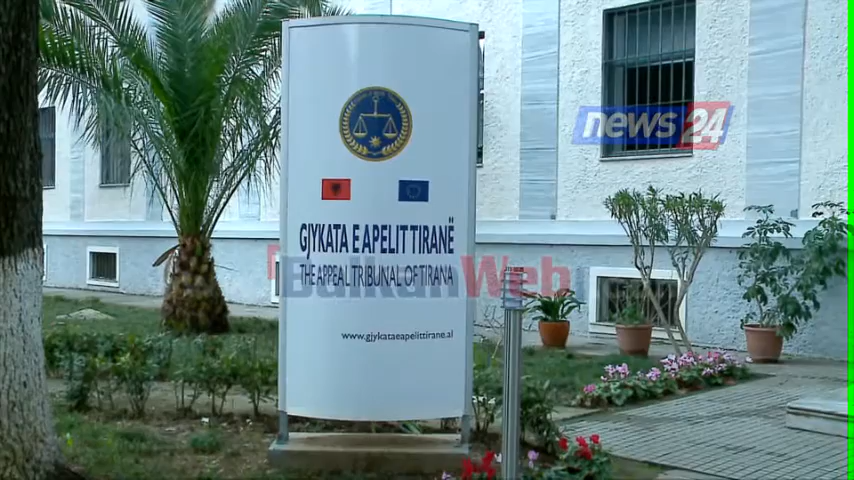 news 24
GJYKATA E APELIT TIRANË
THE APPEAL TRIBUNAL OF TIRANA
BalkanWeb
www.gjykataeapelittirane.al